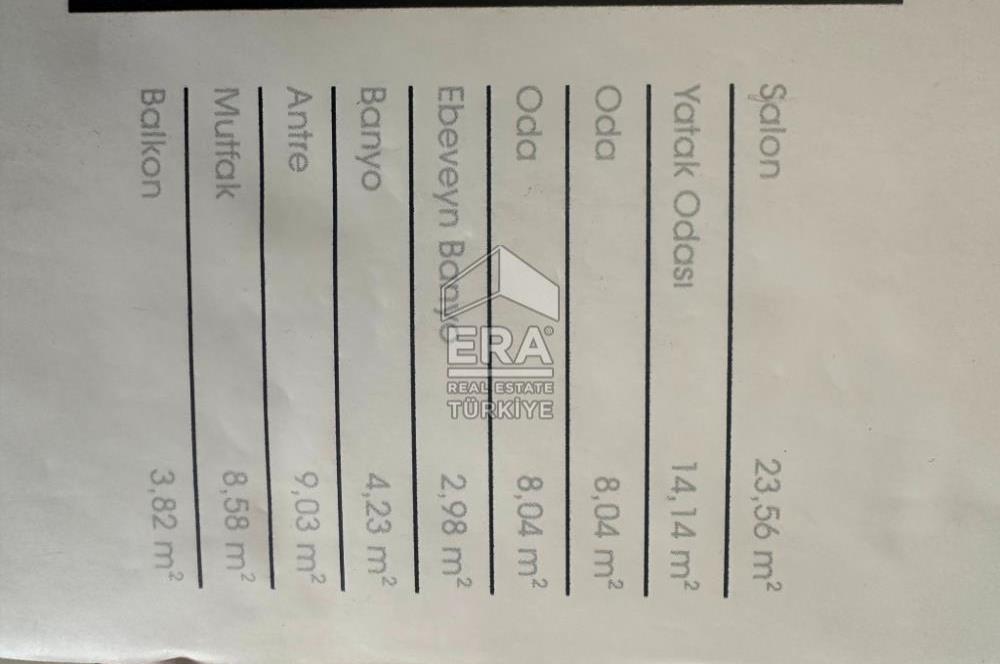 Salon 23,56 m²
Yatak Odası 14,14 m²
Oda 8,04 m²
Oda 8,04 m²
Ebeveyn Banyo 2,98 m²
Banyo 4,23 m²
Antre 9,03 m²
Mutfak 8,58 m²
Balkon 3,82 m²
ERA®
REAL ESTATE
TÜRKİYE